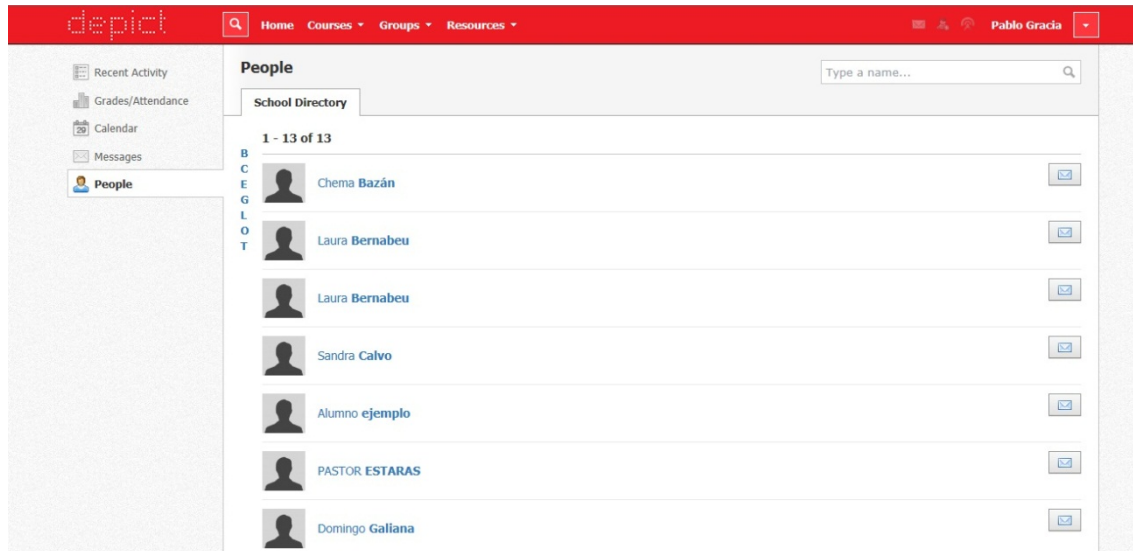 depict Home Courses Groups Resources Pablo Gracia
Recent Activity
Grades/Attendance
29 Calendar
Messages
People
People
Type a name...
School Directory
1 - 13 of 13
B
C
E
G
L
O
T
Chema Bazán
Laura Bernabeu
Laura Bernabeu
Sandra Calvo
Alumno ejemplo
PASTOR ESTARAS
Domingo Galiana